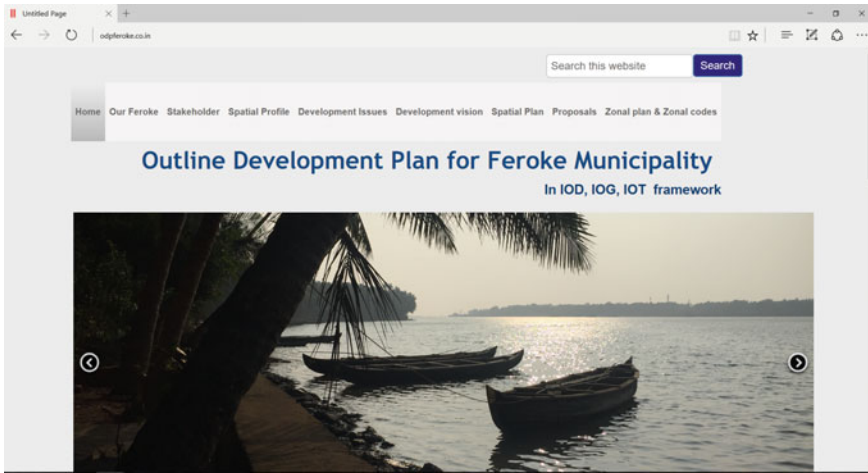 Untitled Page
odpferoke.co.in
Search this website Search
Home Our Feroke Stakeholder Spatial Profile Development Issues Development vision Spatial Plan Proposals Zonal plan & Zonal codes
Outline Development Plan for Feroke Municipality
In IOD, IOG, IOT framework